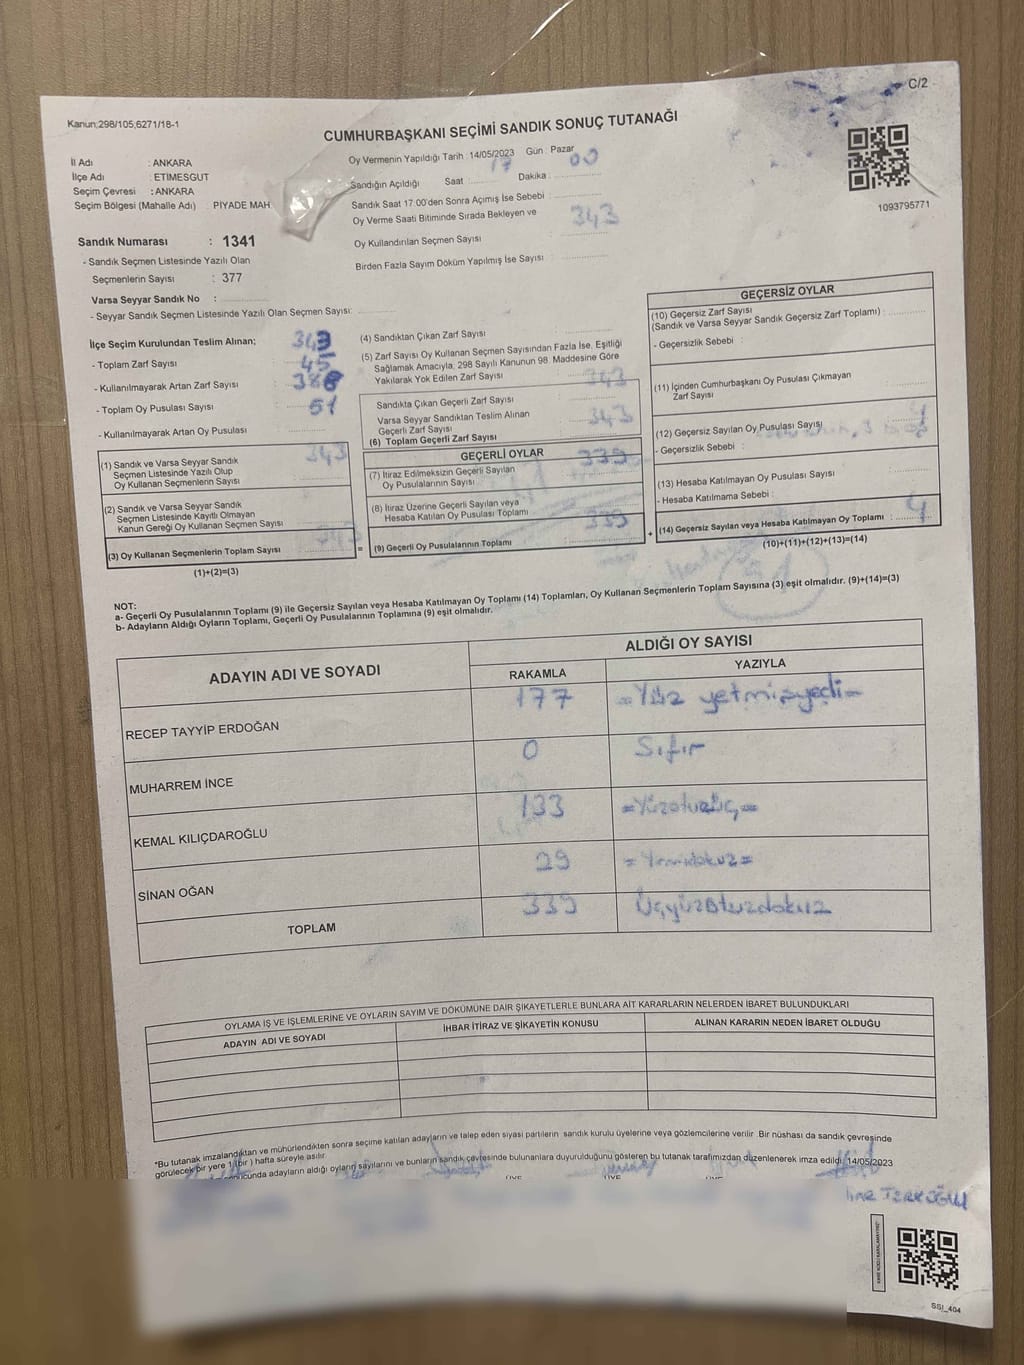 C/2
Kanun;298/105,6271/18-1
CUMHURBAŞKANI SEÇİMİ SANDIK SONUÇ TUTANAĞI
İl Adı : ANKARA
İlçe Adı : ETİMESGUT
Seçim Çevresi : ANKARA
Seçim Bölgesi (Mahalle Adı) : PİYADE MAH
Oy Vermenin Yapıldığı Tarih : 14/05/2023 Gün : Pazar
Sandığın Açıldığı Saat 17 Dakika 00
Sandık Saat 17:00'den Sonra Açımış İse Sebebi :
Oy Verme Saati Bitiminde Sırada Bekleyen ve
Oy Kullandırılan Seçmen Sayısı 343
Birden Fazla Sayım Döküm Yapılmış İse Sayısı :
1093795771
Sandık Numarası : 1341
- Sandık Seçmen Listesinde Yazılı Olan
Seçmenlerin Sayısı : 377
Varsa Seyyar Sandık No :
- Seyyar Sandık Seçmen Listesinde Yazılı Olan Seçmen Sayısı:
İlçe Seçim Kurulundan Teslim Alınan;
- Toplam Zarf Sayısı 343
- Kullanılmayarak Artan Zarf Sayısı 45
- Toplam Oy Pusulası Sayısı 388
- Kullanılmayarak Artan Oy Pusulası 51
(1) Sandık ve Varsa Seyyar Sandık
Seçmen Listesinde Yazılı Olup
Oy Kullanan Seçmenlerin Sayısı 343
(2) Sandık ve Varsa Seyyar Sandık
Seçmen Listesinde Kayıtlı Olmayan
Kanun Gereği Oy Kullanan Seçmen Sayısı
(3) Oy Kullanan Seçmenlerin Toplam Sayısı 343
(1)+(2)=(3)
(4) Sandıktan Çıkan Zarf Sayısı
(5) Zarf Sayısı Oy Kullanan Seçmen Sayısından Fazla İse, Eşitliği
Sağlamak Amacıyla, 298 Sayılı Kanunun 98. Maddesine Göre
Yakılarak Yok Edilen Zarf Sayısı
Sandıkta Çıkan Geçerli Zarf Sayısı 343
Varsa Seyyar Sandıktan Teslim Alınan
Geçerli Zarf Sayısı
(6) Toplam Geçerli Zarf Sayısı 343
GEÇERLİ OYLAR
(7) İtiraz Edilmeksizin Geçerli Sayılan
Oy Pusulalarının Sayısı 339
(8) İtiraz Üzerine Geçerli Sayılan veya
Hesaba Katılan Oy Pusulası Toplamı
= (9) Geçerli Oy Pusulalarının Toplamı 339
GEÇERSİZ OYLAR
(10) Geçersiz Zarf Sayısı
(Sandık ve Varsa Seyyar Sandık Geçersiz Zarf Toplamı) :
- Geçersizlik Sebebi :
(11) İçinden Cumhurbaşkanı Oy Pusulası Çıkmayan
Zarf Sayısı
(12) Geçersiz Sayılan Oy Pusulası Sayısı 4
- Geçersizlik Sebebi :
(13) Hesaba Katılmayan Oy Pusulası Sayısı
- Hesaba Katılmama Sebebi :
+ (14) Geçersiz Sayılan veya Hesaba Katılmayan Oy Toplamı : 4
(10)+(11)+(12)+(13)=(14)
51
NOT:
a- Geçerli Oy Pusulalarının Toplamı (9) ile Geçersiz Sayılan veya Hesaba Katılmayan Oy Toplamı (14) Toplamları, Oy Kullanan Seçmenlerin Toplam Sayısına (3) eşit olmalıdır. (9)+(14)=(3)
b- Adayların Aldığı Oyların Toplamı, Geçerli Oy Pusulalarının Toplamına (9) eşit olmalıdır.
ADAYIN ADI VE SOYADI
ALDIĞI OY SAYISI
RAKAMLA YAZIYLA
RECEP TAYYİP ERDOĞAN 177 =Yüz yetmişyedi=
MUHARREM İNCE 0 Sıfır
KEMAL KILIÇDAROĞLU 133 =Yüzotuzüç=
SİNAN OĞAN 29 =Yirmidokuz=
TOPLAM 339 Üçyüzotuzdokuz
OYLAMA İŞ VE İŞLEMLERİNE VE OYLARIN SAYIM VE DÖKÜMÜNE DAİR ŞİKAYETLERLE BUNLARA AİT KARARLARIN NELERDEN İBARET BULUNDUKLARI
ADAYIN ADI VE SOYADI İHBAR İTİRAZ VE ŞİKAYETİN KONUSU ALINAN KARARIN NEDEN İBARET OLDUĞU
"Bu tutanak imzalandıktan ve mühürlendikten sonra seçime katılan adayların ve talep eden siyasi partilerin sandık kurulu üyelerine veya gözlemcilerine verilir. Bir nüshası da sandık çevresinde
görülecek bir yere 1 (bir ) hafta süreyle asılır.
sonucunda adayların aldığı oyların sayılarını ve bunların sandık çevresinde bulunanlara duyurulduğunu gösteren bu tutanak tarafımızdan düzenlenerek imza edildi. 14/05/2023
ÜYE ÜYE ÜYE
SSI_404